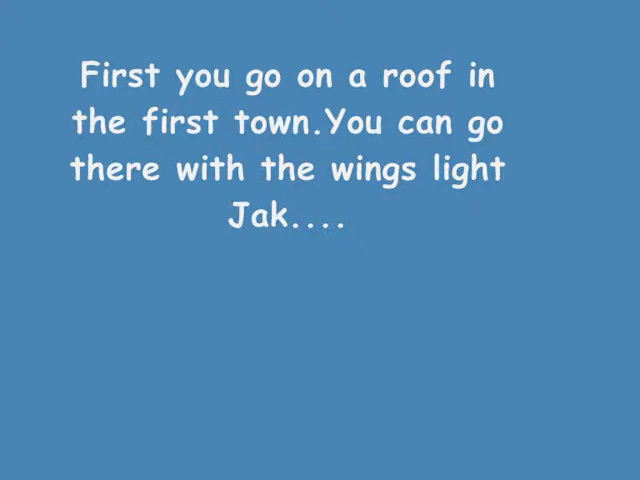 First you go on a roof in
the first town.You can go
there with the wings light
Jak....